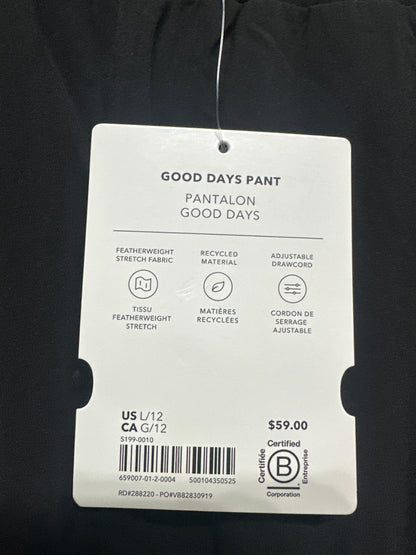 GOOD DAYS PANT
PANTALON
GOOD DAYS
FEATHERWEIGHT
STRETCH FABRIC
TISSU
FEATHERWEIGHT
STRETCH
RECYCLED
MATERIAL
MATIÈRES
RECYCLÉES
ADJUSTABLE
DRAWCORD
CORDON DE
SERRAGE
AJUSTABLE
US L/12
CA G/12
S199-0010
$59.00
659007-01-2-0004 500104350525
RD#288220 - PO#VB82830919
Certified
Certifiée
B
Entreprise
Corporation